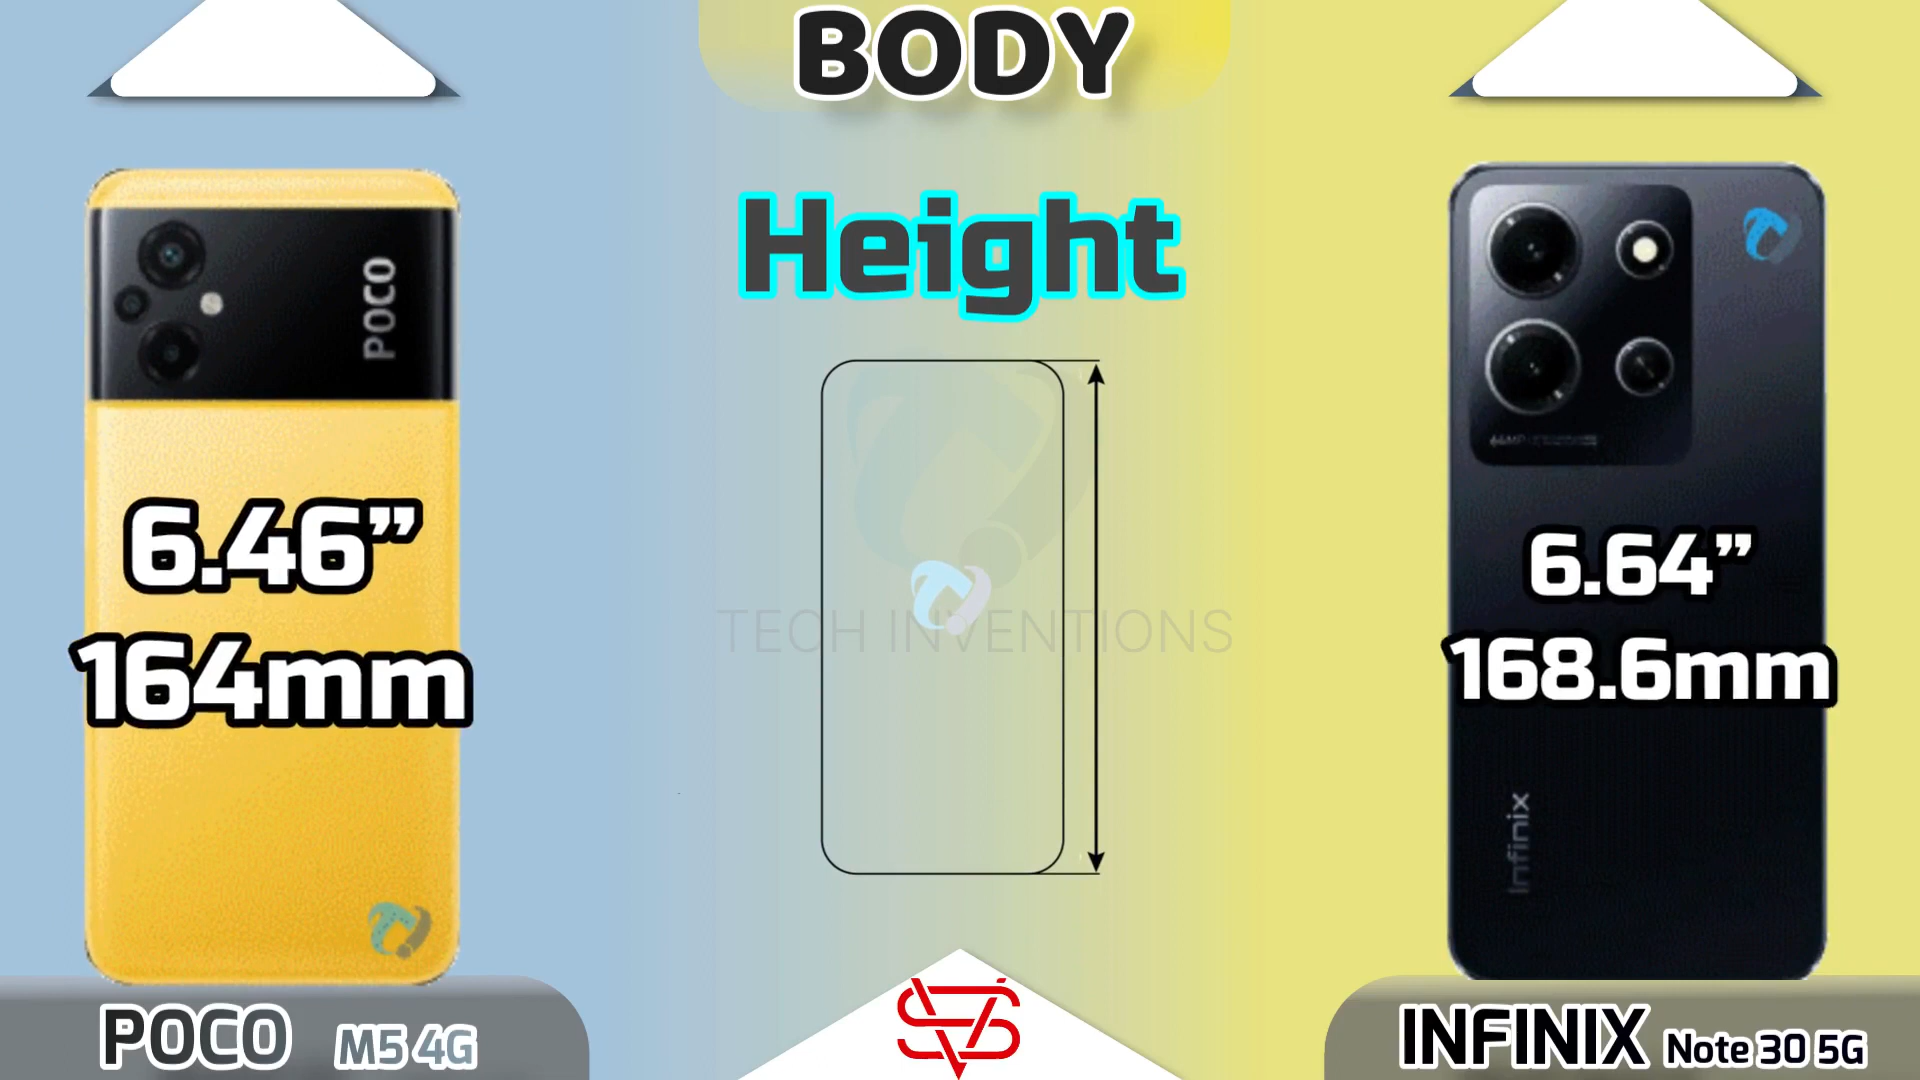 BODY
Height
POCO
6.46”
164mm
6.64”
168.6mm
TECH INVENTIONS
Infinix
POCO M5 4G
VS
INFINIX Note 30 5G